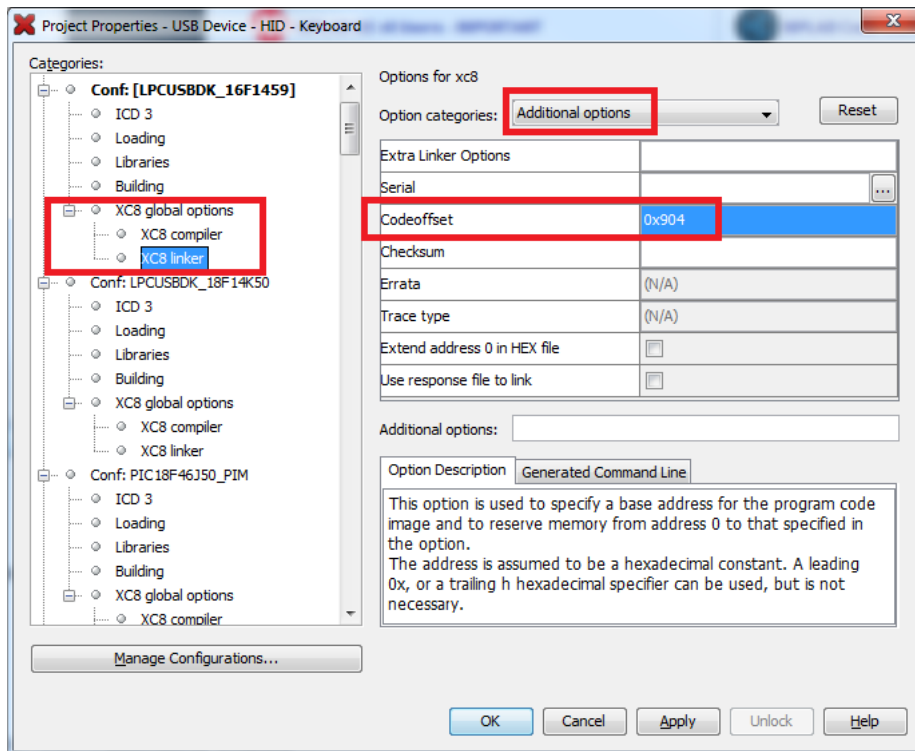 Project Properties - USB Device - HID - Keyboard
Categories:
Conf: [LPCUSBDK_16F1459]
ICD 3
Loading
Libraries
Building
XC8 global options
XC8 compiler
XC8 linker
Conf: LPCUSBDK_18F14K50
ICD 3
Loading
Libraries
Building
XC8 global options
XC8 compiler
XC8 linker
Conf: PIC18F46J50_PIM
ICD 3
Loading
Libraries
Building
XC8 global options
XC8 compiler
Manage Configurations...
Options for xc8
Option categories: Additional options Reset
Extra Linker Options
Serial ...
Codeoffset 0x904
Checksum
Errata (N/A)
Trace type (N/A)
Extend address 0 in HEX file
Use response file to link
Additional options:
Option Description Generated Command Line
This option is used to specify a base address for the program code
image and to reserve memory from address 0 to that specified in
the option.
The address is assumed to be a hexadecimal constant. A leading
0x, or a trailing h hexadecimal specifier can be used, but is not
necessary.
OK Cancel Apply Unlock Help